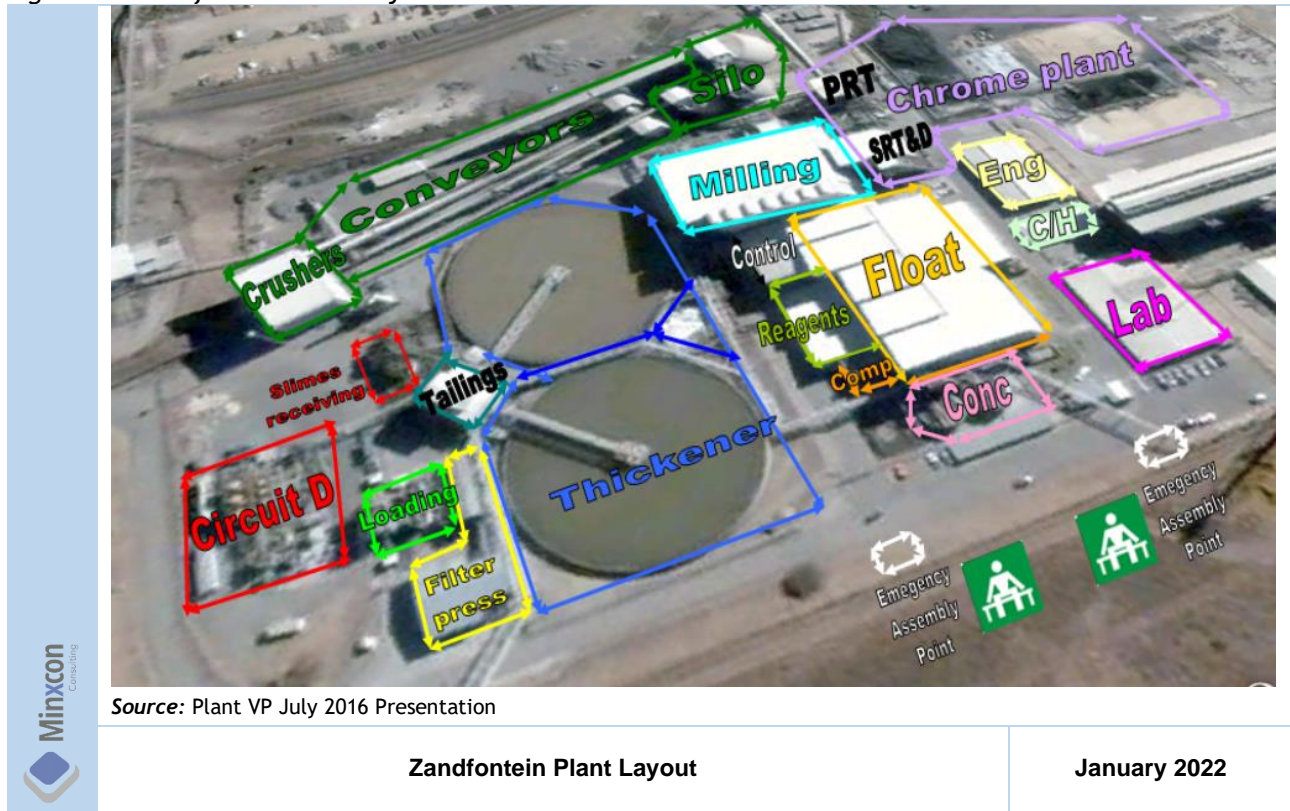 Silo
PRT
Chrome plant
Conveyors
SRT&D
Milling
Eng
C/H
Crushers
Control
Float
Lab
Reagents
Slimes
receiving
Tailings
Comp
Conc
Thickener
Circuit D
Loading
Filter
press
Emegency
Assembly
Point
Emegency
Assembly
Point
Minxcon
Consulting
Source: Plant VP July 2016 Presentation
Zandfontein Plant Layout
January 2022